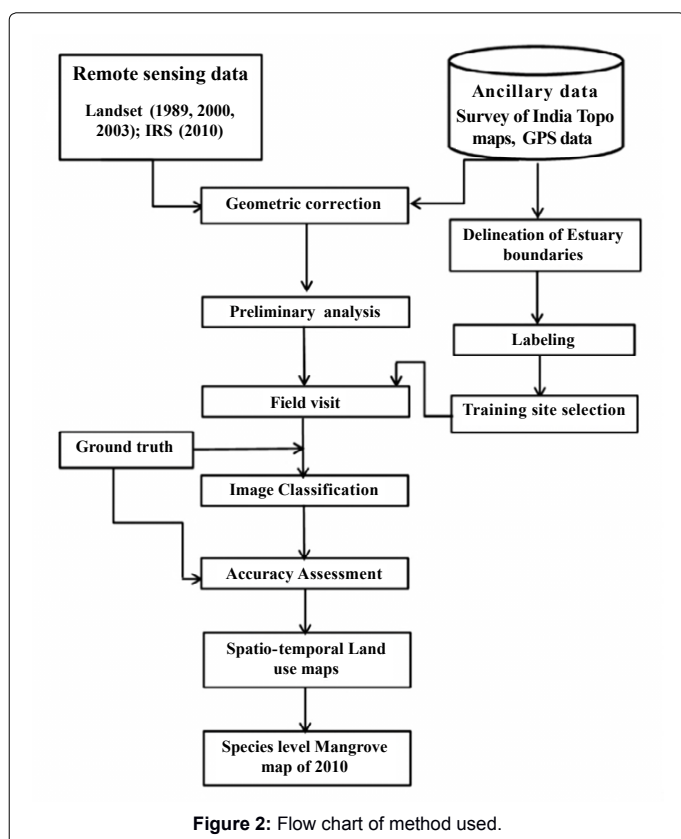 Remote sensing data
Landset (1989, 2000,
2003); IRS (2010)
Ancillary data
Survey of India Topo
maps, GPS data
Geometric correction
Delineation of Estuary
boundaries
Preliminary analysis
Labeling
Field visit
Training site selection
Ground truth
Image Classification
Accuracy Assessment
Spatio-temporal Land
use maps
Species level Mangrove
map of 2010
Figure 2: Flow chart of method used.